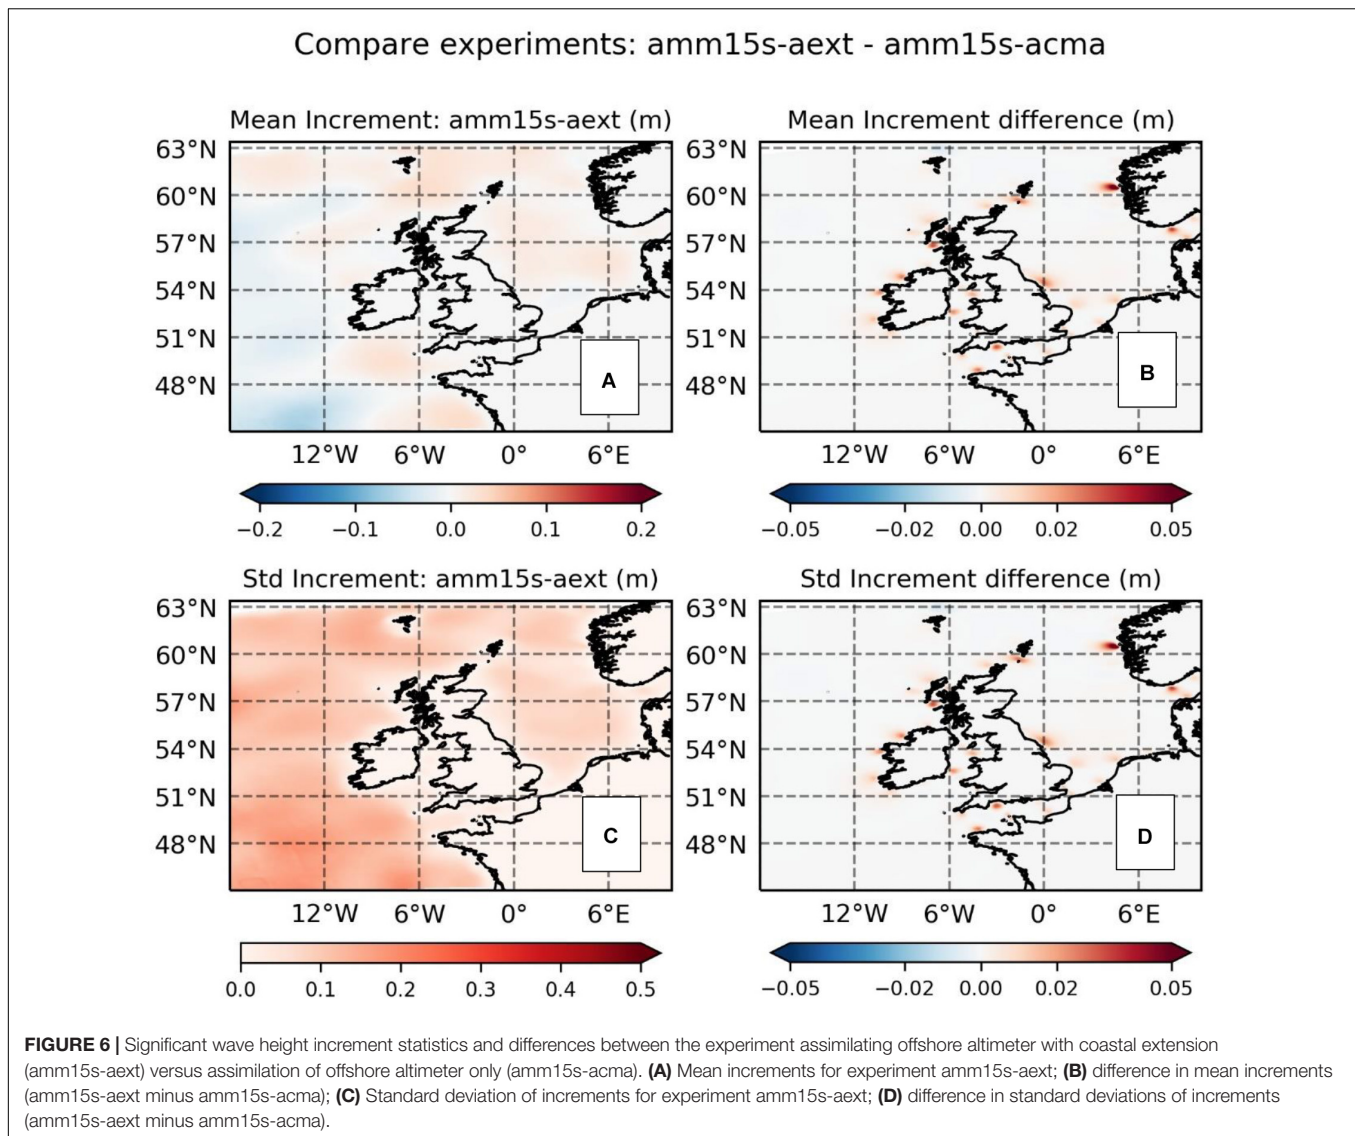 Compare experiments: amm15s-aext - amm15s-acma
Mean Increment: amm15s-aext (m)
63°N
60°N
57°N
54°N
51°N
48°N
A
12°W 6°W 0° 6°E
−0.2 −0.1 0.0 0.1 0.2
Mean Increment difference (m)
63°N
60°N
57°N
54°N
51°N
48°N
B
12°W 6°W 0° 6°E
−0.05 −0.02 0.00 0.02 0.05
Std Increment: amm15s-aext (m)
63°N
60°N
57°N
54°N
51°N
48°N
C
12°W 6°W 0° 6°E
0.0 0.1 0.2 0.3 0.4 0.5
Std Increment difference (m)
63°N
60°N
57°N
54°N
51°N
48°N
D
12°W 6°W 0° 6°E
−0.05 −0.02 0.00 0.02 0.05
FIGURE 6 | Significant wave height increment statistics and differences between the experiment assimilating offshore altimeter with coastal extension
(amm15s-aext) versus assimilation of offshore altimeter only (amm15s-acma). (A) Mean increments for experiment amm15s-aext; (B) difference in mean increments
(amm15s-aext minus amm15s-acma); (C) Standard deviation of increments for experiment amm15s-aext; (D) difference in standard deviations of increments
(amm15s-aext minus amm15s-acma).